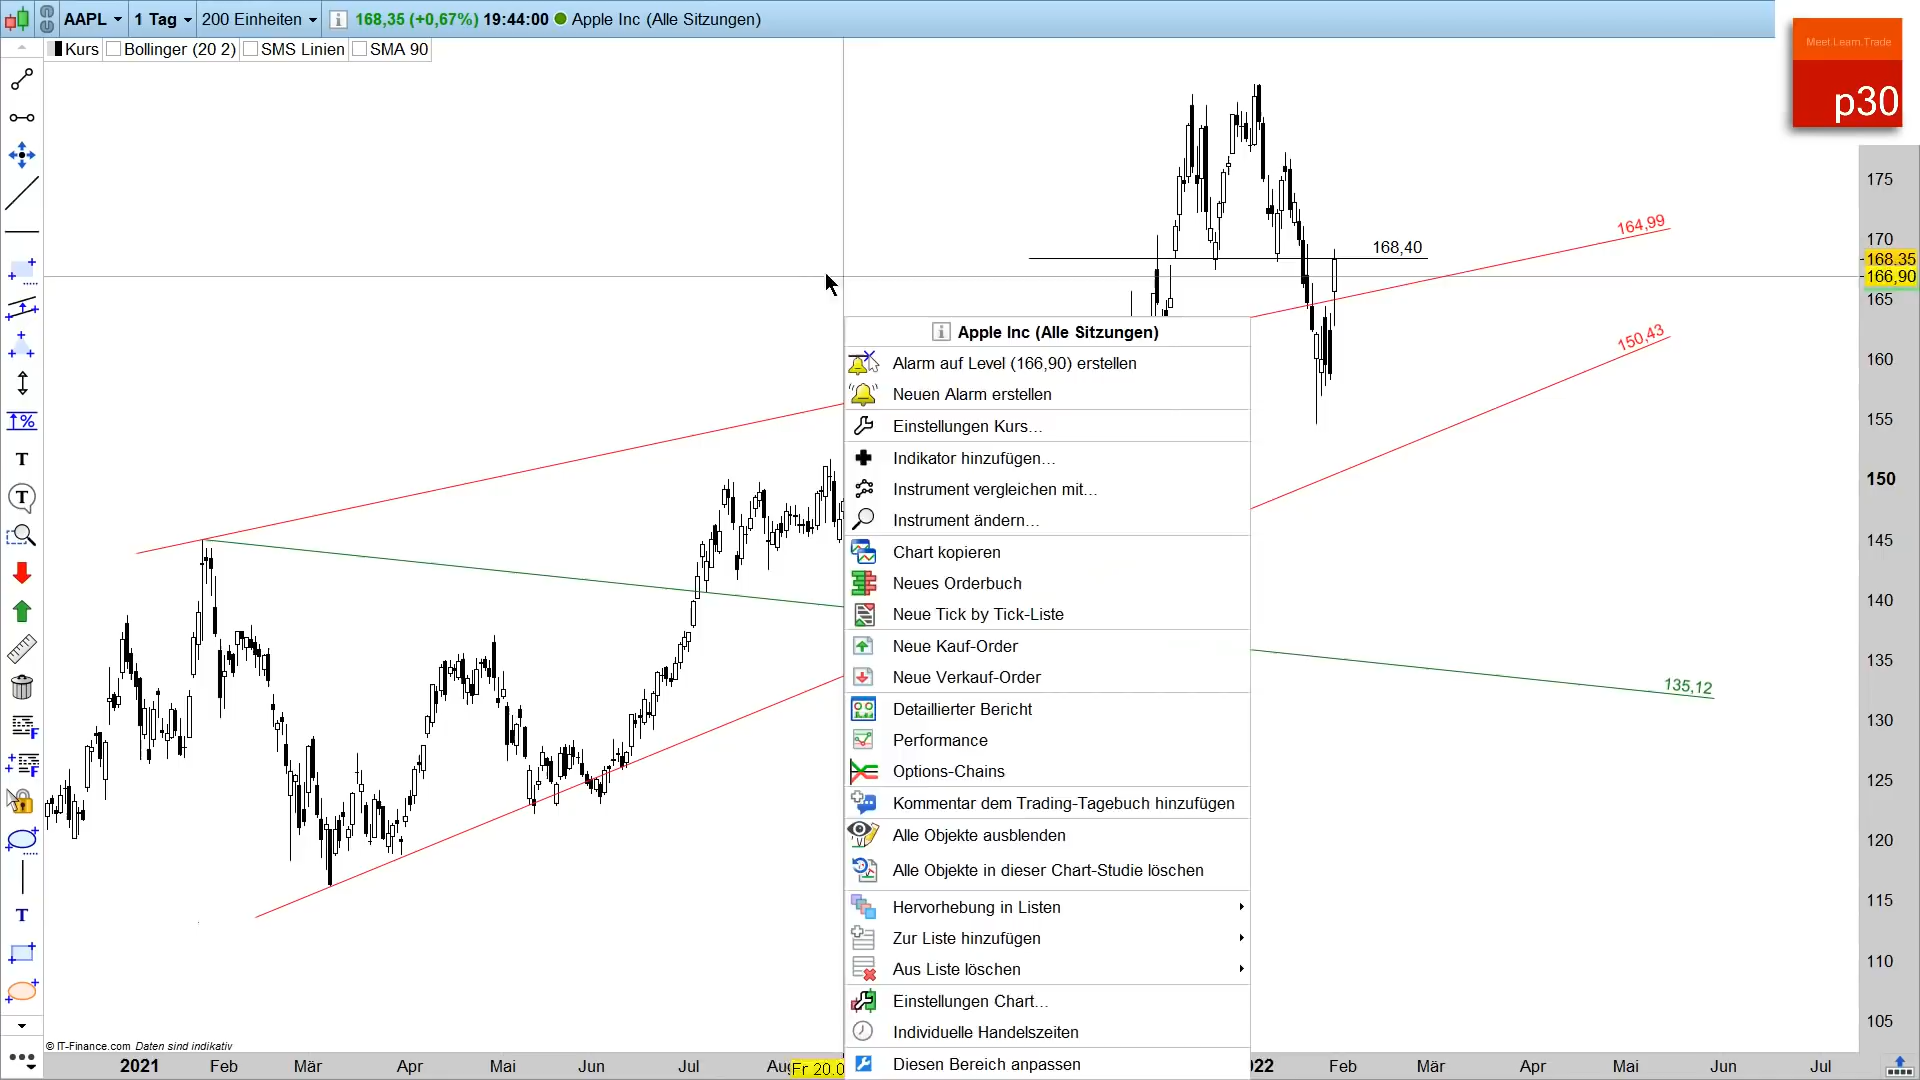 AAPL 1 Tag 200 Einheiten 168,35 (+0,67%) 19:44:00 Apple Inc (Alle Sitzungen)
Meet.Learn.Trade
p30
Kurs Bollinger (20 2) SMS Linien SMA 90
175
164,99
170
168,40
168.35
166,90
165
150,43
160
155
150
145
140
135
135,12
130
125
120
115
110
105
Apple Inc (Alle Sitzungen)
Alarm auf Level (166,90) erstellen
Neuen Alarm erstellen
Einstellungen Kurs...
Indikator hinzufügen...
Instrument vergleichen mit...
Instrument ändern...
Chart kopieren
Neues Orderbuch
Neue Tick by Tick-Liste
Neue Kauf-Order
Neue Verkauf-Order
Detaillierter Bericht
Performance
Options-Chains
Kommentar dem Trading-Tagebuch hinzufügen
Alle Objekte ausblenden
Alle Objekte in dieser Chart-Studie löschen
Hervorhebung in Listen
Zur Liste hinzufügen
Aus Liste löschen
Einstellungen Chart...
Individuelle Handelszeiten
Diesen Bereich anpassen
% T T F F T
© IT-Finance.com Daten sind indikativ
2021 Feb Mär Apr Mai Jun Jul Aug Fr 20.0 022 Feb Mär Apr Mai Jun Jul